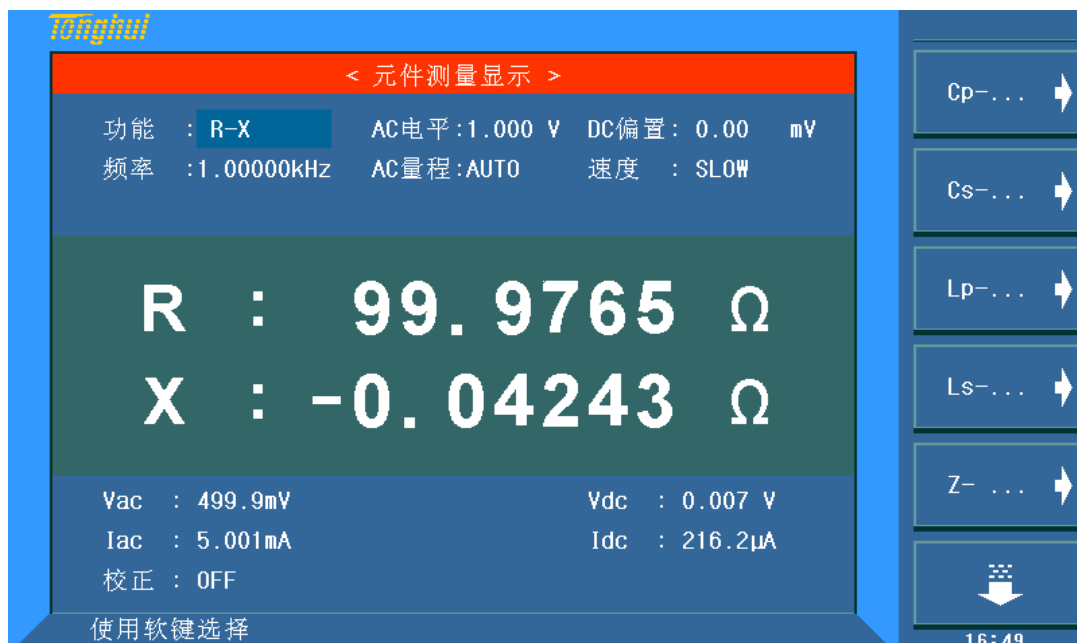 Tonghui
< 元件测量显示 >
功能 : R-X AC电平:1.000 V DC偏置: 0.00 mV
频率 :1.00000kHz AC量程:AUTO 速度 : SLOW
R : 99.9765 Ω
X : -0.04243 Ω
Vac : 499.9mV Vdc : 0.007 V
Iac : 5.001mA Idc : 216.2μA
校正 : OFF
使用软键选择
Cp-...
Cs-...
Lp-...
Ls-...
Z- ...
16:49